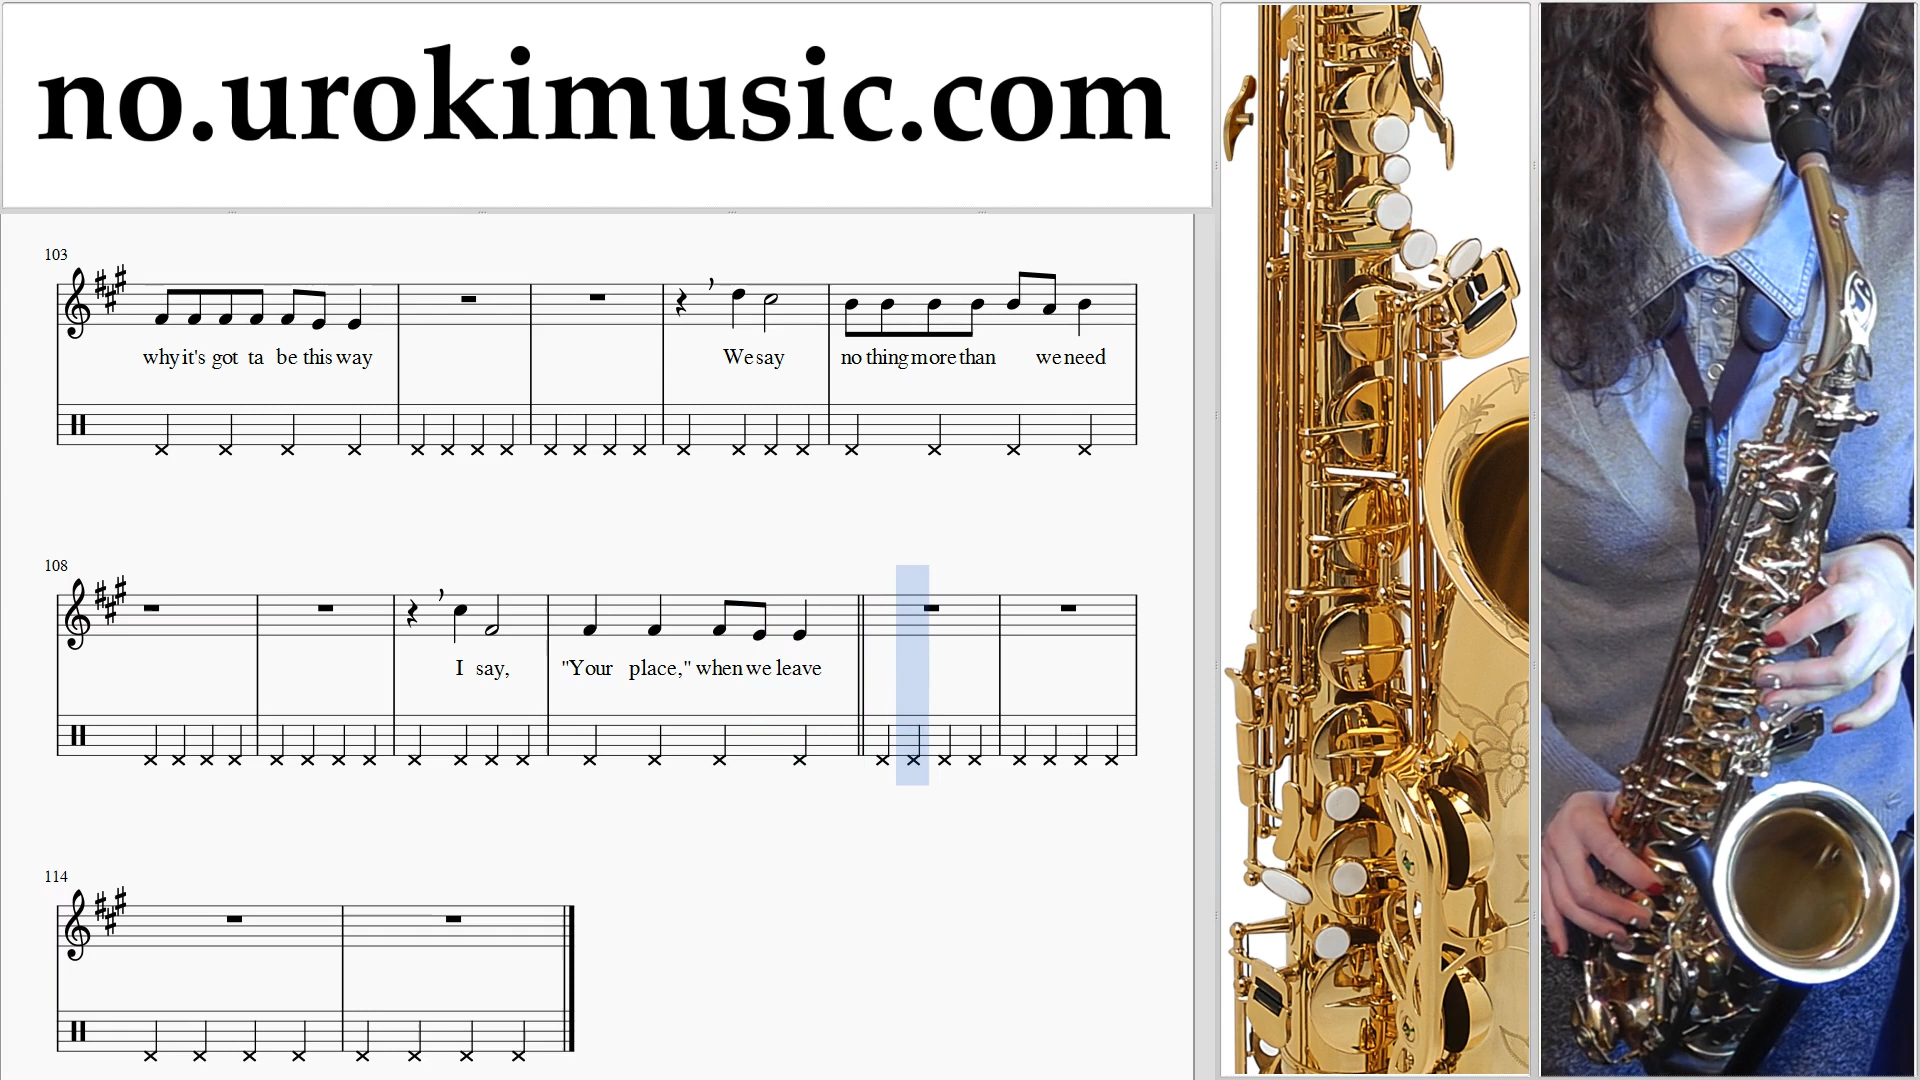 no.urokimusic.com
103
why it's got ta be this way We say no thing more than we need
108
I say, "Your place," when we leave
114